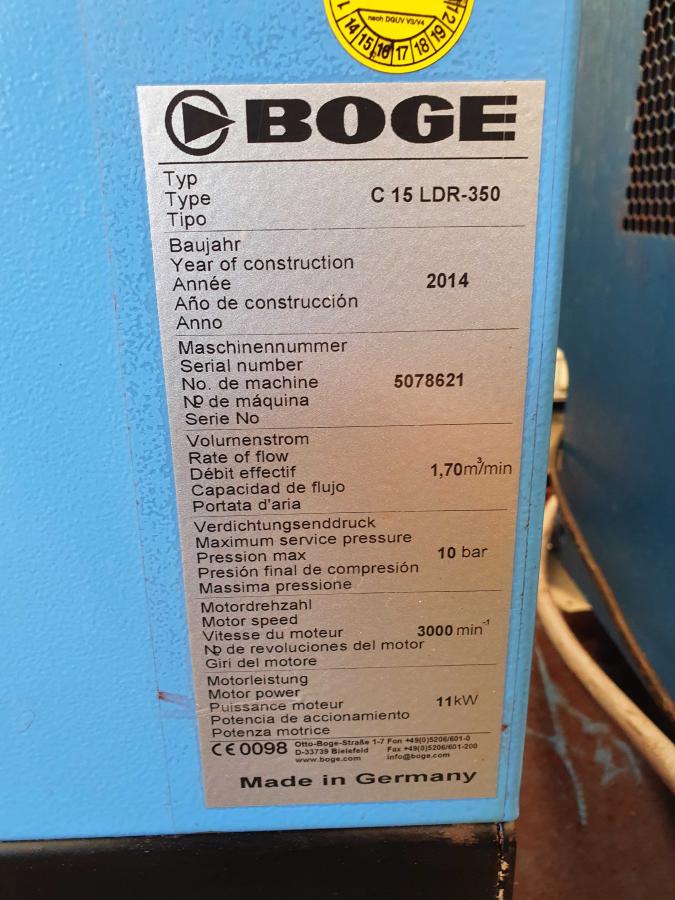 nach DGUV V3/V4
14 15 16 17 18 19
BOGE
Typ
Type
Tipo
C 15 LDR-350
Baujahr
Year of construction
Année
Año de construcción
Anno
2014
Maschinennummer
Serial number
No. de machine
Nº de máquina
Serie No
5078621
Volumenstrom
Rate of flow
Débit effectif
Capacidad de flujo
Portata d'aria
1,70m³/min
Verdichtungsenddruck
Maximum service pressure
Pression max
Presión final de compresión
Massima pressione
10 bar
Motordrehzahl
Motor speed
Vitesse du moteur
Nº de revoluciones del motor
Giri del motore
3000 min⁻¹
Motorleistung
Motor power
Puissance moteur
Potencia de accionamiento
Potenza motrice
11kW
CE 0098
Otto-Boge-Straße 1-7 Fon +49(0)5206/601-0
D-33739 Bielefeld Fax +49(0)5206/601-200
www.boge.com info@boge.com
Made in Germany